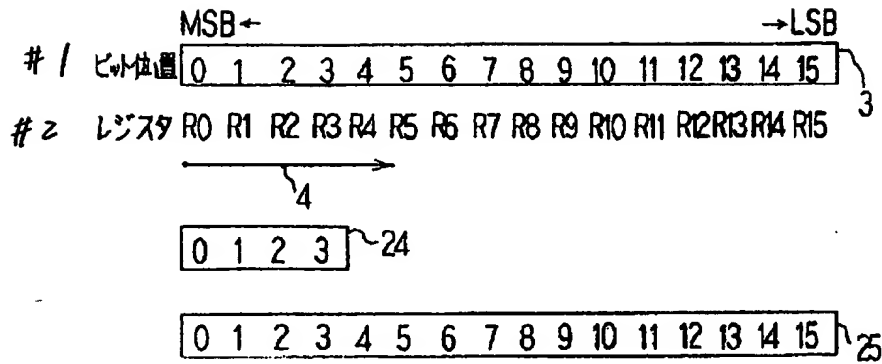 MSB← →LSB
#1 ビット位置 0 1 2 3 4 5 6 7 8 9 10 11 12 13 14 15
3
#2 レジスタ R0 R1 R2 R3 R4 R5 R6 R7 R8 R9 R10 R11 R12 R13 R14 R15
4
0 1 2 3 24
0 1 2 3 4 5 6 7 8 9 10 11 12 13 14 15 25